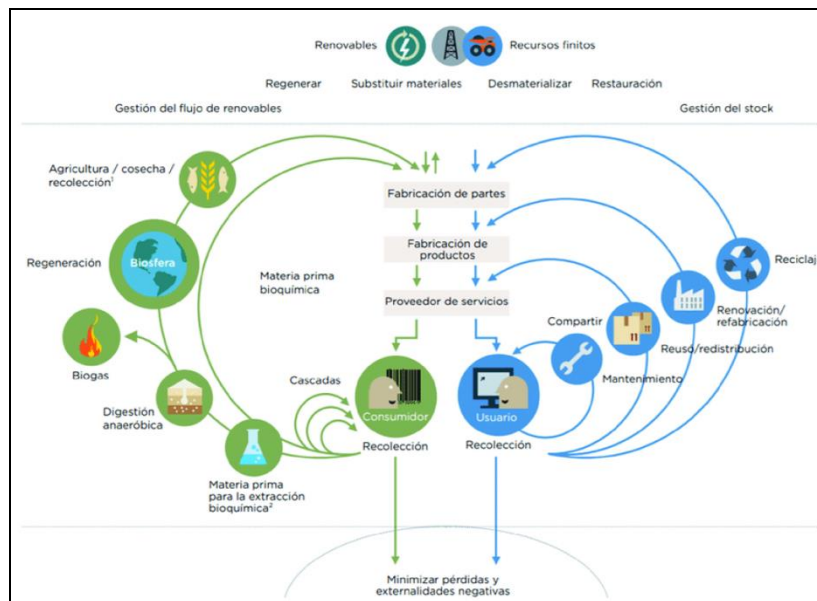 Renovables
Recursos finitos
Regenerar
Substituir materiales
Desmaterializar
Restauración
Gestión del flujo de renovables
Gestión del stock
Agricultura / cosecha /
recolección¹
Fabricación de partes
Regeneración
Biosfera
Fabricación de
productos
Reciclaje
Materia prima
bioquímica
Proveedor de servicios
Renovación/
refabricación
Compartir
Reuso/redistribución
Biogas
Cascadas
Mantenimiento
Digestión
anaeróbica
Consumidor
Usuario
Recolección
Recolección
Materia prima
para la extracción
bioquímica²
Minimizar pérdidas y
externalidades negativas